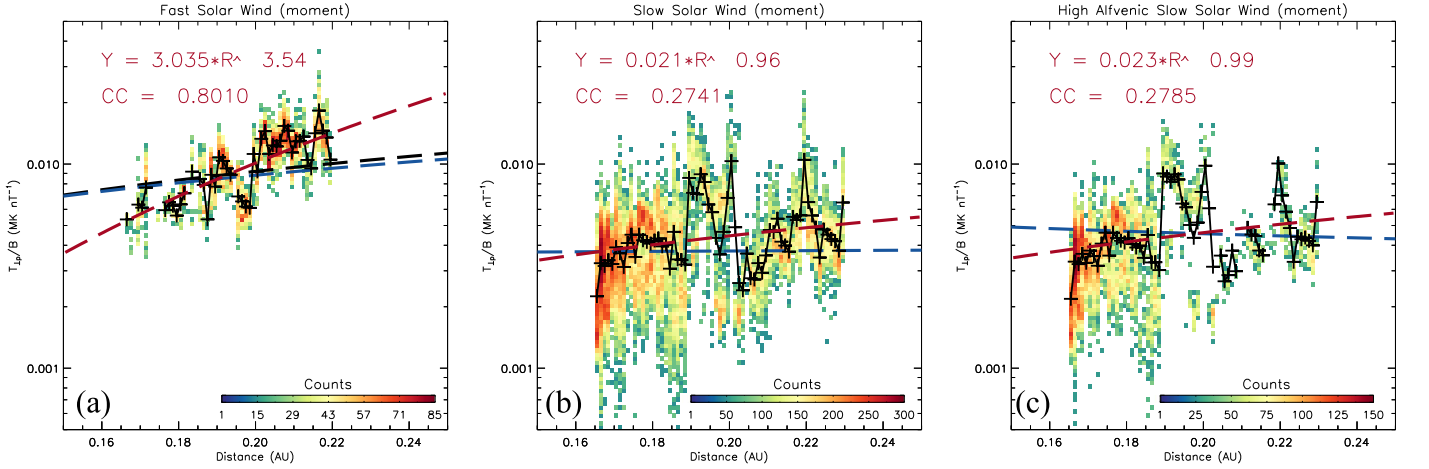 Fast Solar Wind (moment)
Y = 3.035*R^ 3.54
CC = 0.8010
T⊥p/B (MK nT⁻¹)
0.010
0.001
(a)
Counts
1 15 29 43 57 71 85
0.16 0.18 0.20 0.22 0.24
Distance (AU)
Slow Solar Wind (moment)
Y = 0.021*R^ 0.96
CC = 0.2741
T⊥p/B (MK nT⁻¹)
0.010
0.001
(b)
Counts
1 50 100 150 200 250 300
0.16 0.18 0.20 0.22 0.24
Distance (AU)
High Alfvenic Slow Solar Wind (moment)
Y = 0.023*R^ 0.99
CC = 0.2785
T⊥p/B (MK nT⁻¹)
0.010
0.001
(c)
Counts
1 25 50 75 100 125 150
0.16 0.18 0.20 0.22 0.24
Distance (AU)